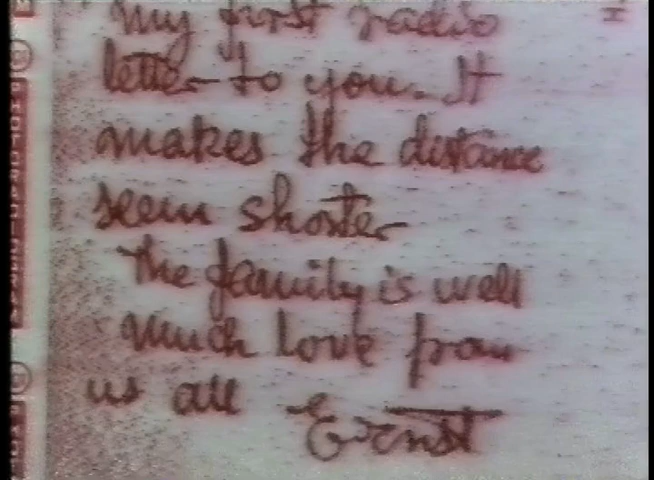 my first radio
letter to you. It
makes the distance
seem shorter
The family is well
much love from
us all Ernst